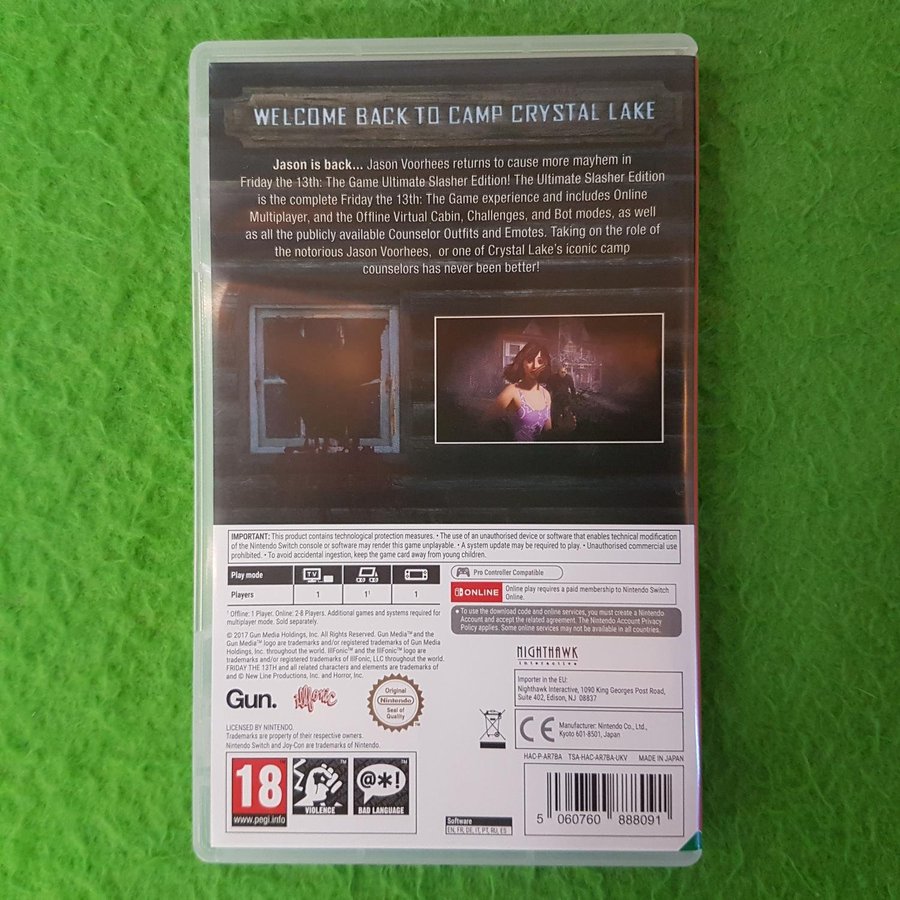 WELCOME BACK TO CAMP CRYSTAL LAKE
Jason is back... Jason Voorhees returns to cause more mayhem in
Friday the 13th: The Game Ultimate Slasher Edition! The Ultimate Slasher Edition
is the complete Friday the 13th: The Game experience and includes Online
Multiplayer, and the Offline Virtual Cabin, Challenges, and Bot modes, as well
as all the publicly available Counselor Outfits and Emotes. Taking on the role of
the notorious Jason Voorhees, or one of Crystal Lake's iconic camp
counselors has never been better!
IMPORTANT: This product contains technological protection measures. • The use of an unauthorised device or software that enables technical modification
of the Nintendo Switch console or software may render this game unplayable. • A system update may be required to play. • Unauthorised commercial use
prohibited. • To avoid accidental ingestion, keep the game card away from young children.
Play mode TV
Players 1 1¹ 1
¹ Offline: 1 Player. Online: 2-8 Players. Additional games and systems required for
multiplayer mode. Sold separately.
© 2017 Gun Media Holdings, Inc. All Rights Reserved. Gun Media™ and the
Gun Media™ logo are trademarks and/or registered trademarks of Gun Media
Holdings, Inc. throughout the world. IllFonic™ and the IllFonic™ logo are
trademarks and/or registered trademarks of IllFonic, LLC throughout the world.
FRIDAY THE 13TH and all related characters and elements are trademarks of
and © New Line Productions, Inc. and Horror, Inc.
Gun.
illfonic
Original
Nintendo
Seal of
Quality
LICENSED BY NINTENDO.
Trademarks are property of their respective owners.
Nintendo Switch and Joy-Con are trademarks of Nintendo.
18
www.pegi.info
VIOLENCE
@*!
BAD LANGUAGE
™
™
Pro Controller Compatible
ONLINE
Online play requires a paid membership to Nintendo Switch
Online.
• To use the download code and online services, you must create a Nintendo
Account and accept the related agreement. The Nintendo Account Privacy
Policy applies. Some online services may not be available in all countries.
NIGHTHAWK
interactive
Importer in the EU:
Nighthawk Interactive, 1090 King Georges Post Road,
Suite 402, Edison, NJ 08837
CE
Manufacturer: Nintendo Co., Ltd.,
Kyoto 601-8501, Japan
HAC-P-AR7BA TSA-HAC-AR7BA-UKV MADE IN JAPAN
Software
EN, FR, DE, IT, PT, RU, ES
5 060760 888091